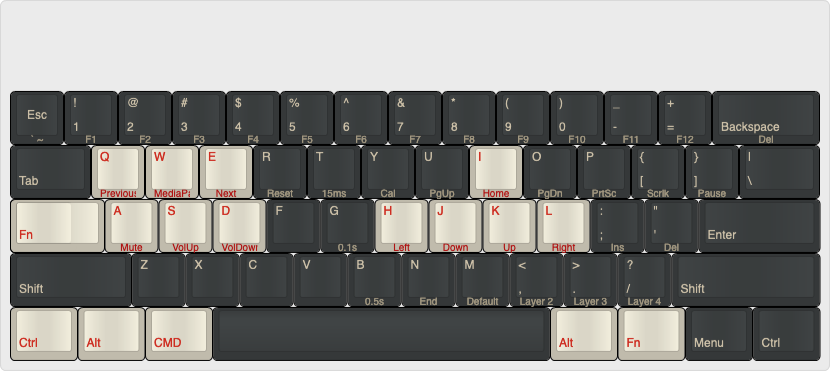 ! @ # $ % ^ & * ( ) _ +
Esc 1 2 3 4 5 6 7 8 9 0 - = Backspace
` ~ F1 F2 F3 F4 F5 F6 F7 F8 F9 F10 F11 F12 Del
Q W E R T Y U I O P { } |
Tab [ ] \
Previous MediaPa Next Reset 15ms Cal PgUp Home PgDn PrtSc Scrlk Pause
A S D F G H J K L : "
Fn ; ' Enter
Mute VolUp VolDown 0.1s Left Down Up Right Ins Del
Z X C V B N M < > ?
Shift , . / Shift
0.5s End Default Layer 2 Layer 3 Layer 4
Ctrl Alt CMD Alt Fn Menu Ctrl